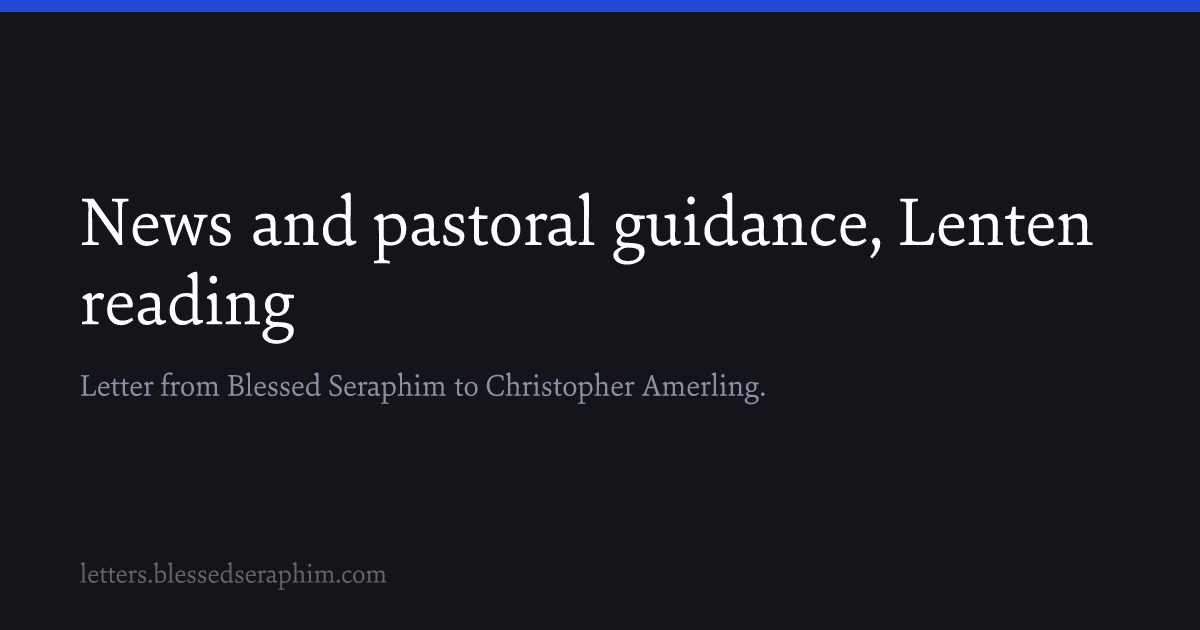 News and pastoral guidance, Lenten
reading
Letter from Blessed Seraphim to Christopher Amerling.
letters.blessedseraphim.com